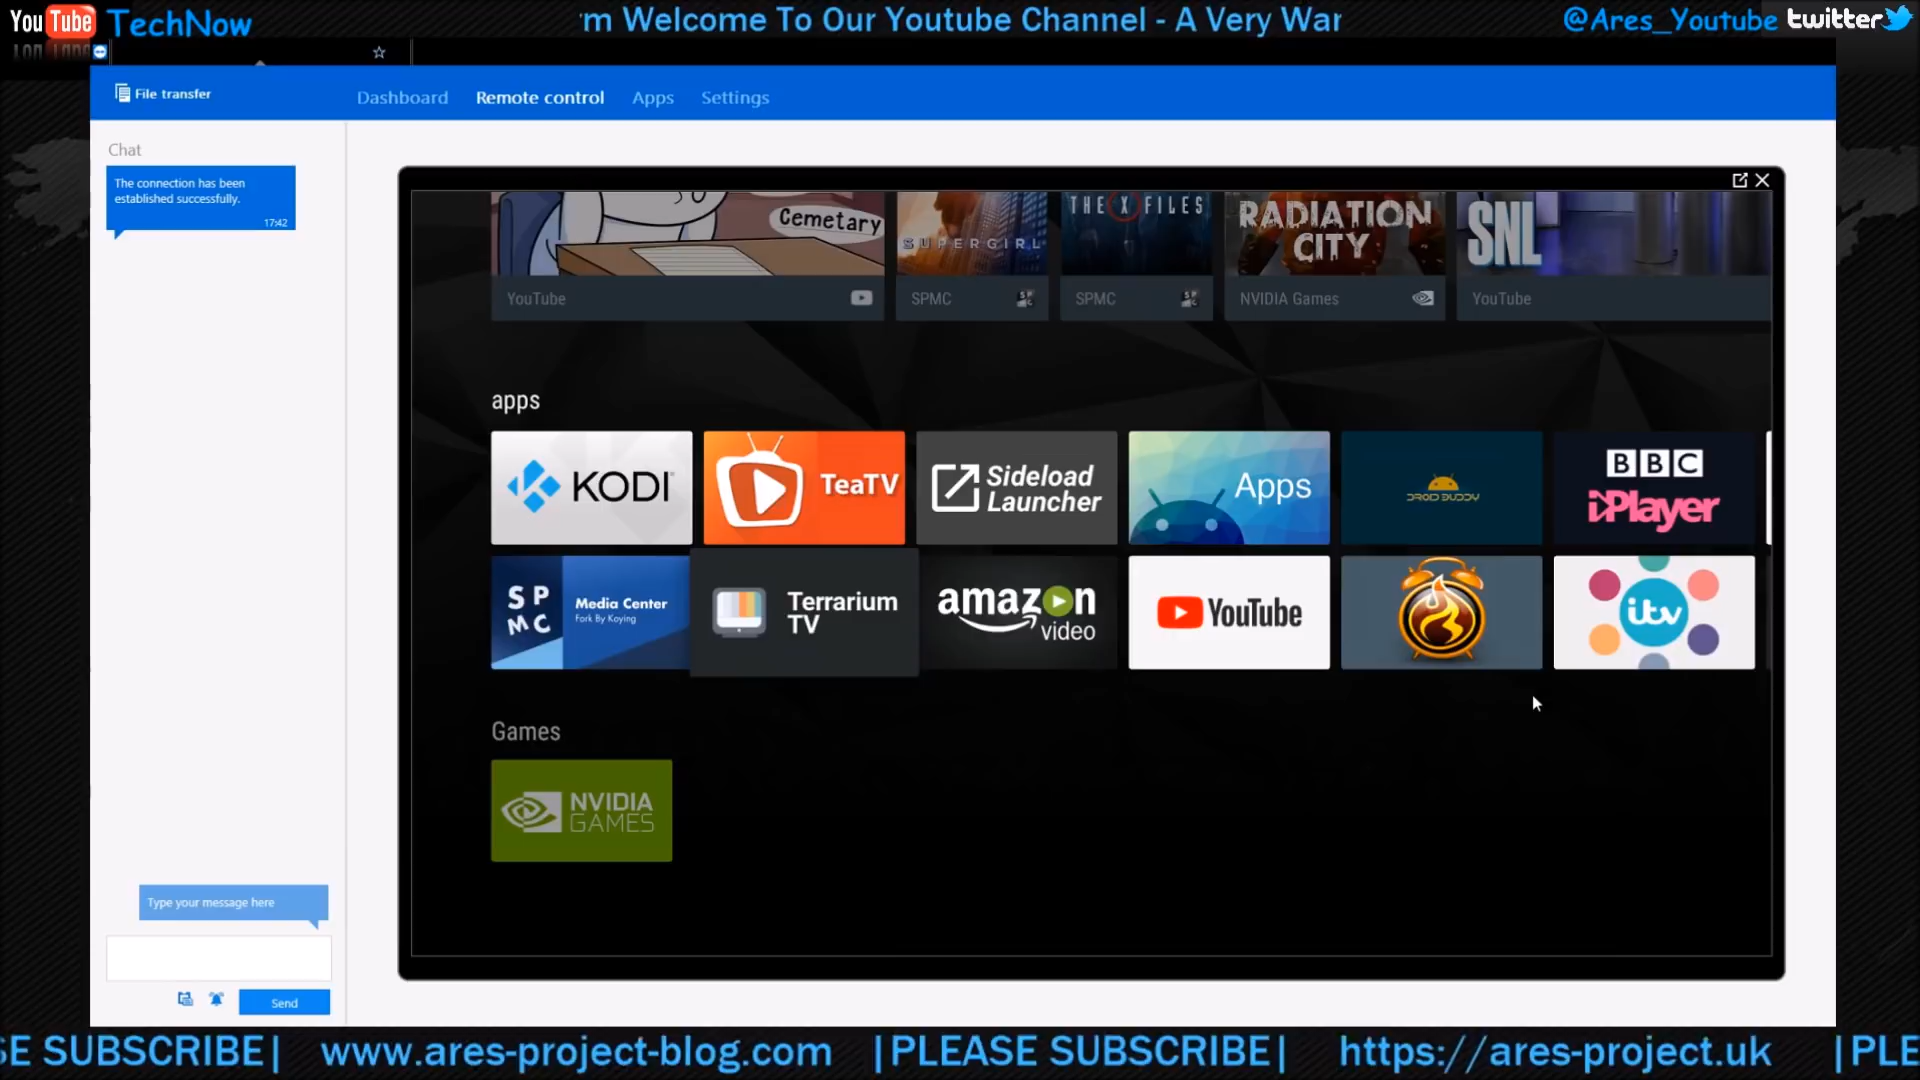 You Tube TechNow
'm Welcome To Our Youtube Channel - A Very War
@Ares_Youtube twitter
File transfer
Dashboard Remote control Apps Settings
Chat
The connection has been
established successfully.
17:42
Cemetary
SUPERGIRL
THE X FILES
RADIATION
CITY
SNL
YouTube
SPMC
SPMC
NVIDIA Games
YouTube
apps
KODI
TeaTV
Sideload
Launcher
Apps
DROID BUDDY
BBC
iPlayer
SP
MC
Media Center
Fork By Koying
Terrarium
TV
amazon
video
YouTube
itv
Games
NVIDIA
GAMES
Type your message here
Send
SE SUBSCRIBE| www.ares-project-blog.com |PLEASE SUBSCRIBE| https://ares-project.uk |PLE